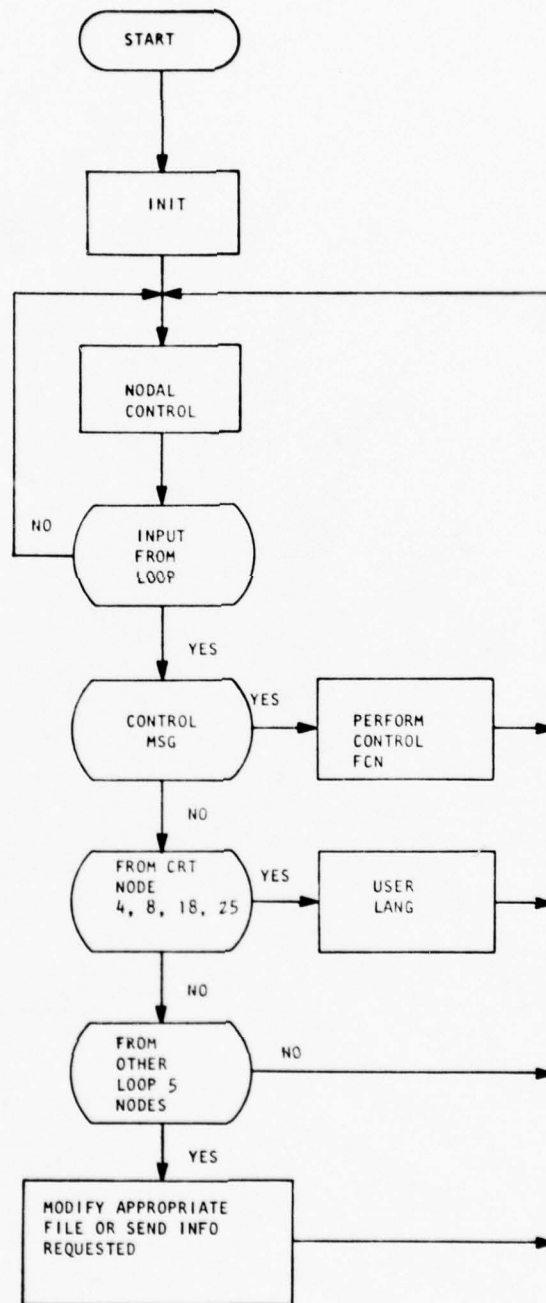 START
INIT
NODAL
CONTROL
NO
INPUT
FROM
LOOP
YES
CONTROL
MSG
YES
PERFORM
CONTROL
FCN
NO
FROM CRT
NODE
4, 8, 18, 25
YES
USER
LANG
NO
FROM
OTHER
LOOP 5
NODES
NO
YES
MODIFY APPROPRIATE
FILE OR SEND INFO
REQUESTED